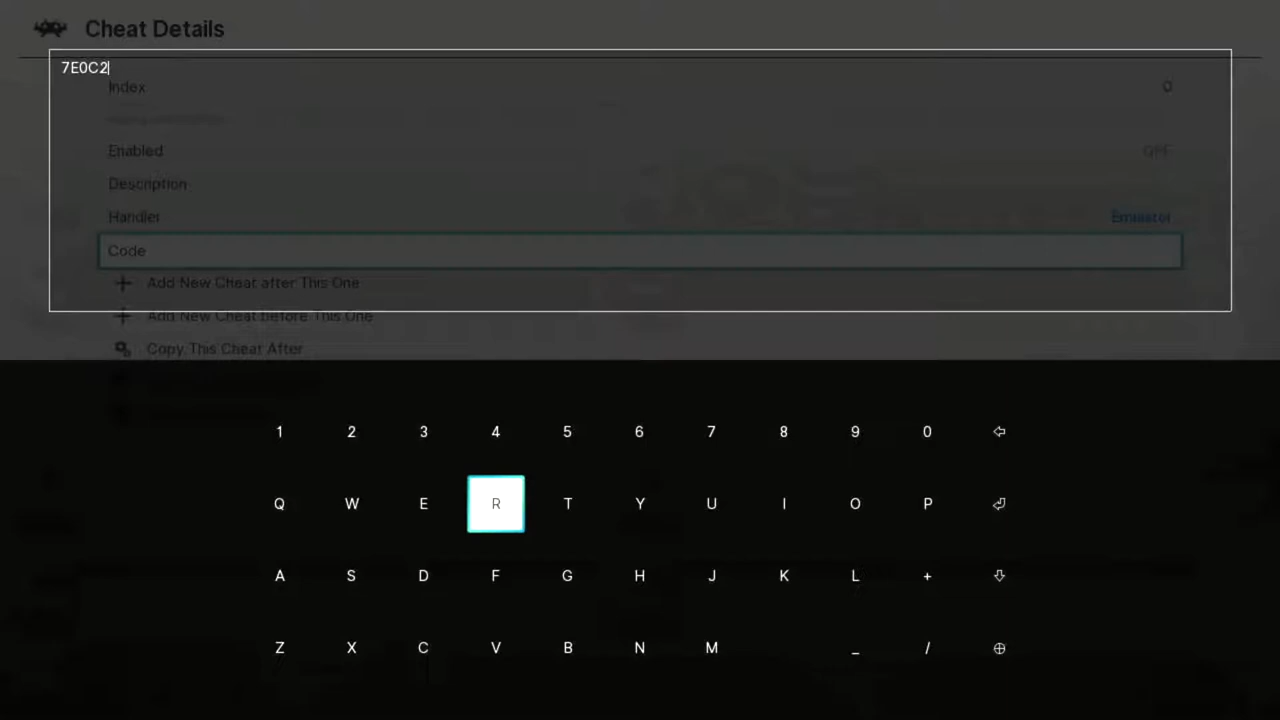 Cheat Details
7E0C2
Index 0
Enabled OFF
Description
Handler Emulator
Code
Add New Cheat after This One
Add New Cheat before This One
Copy This Cheat After
1 2 3 4 5 6 7 8 9 0 ⇦
Q W E R T Y U I O P ⏎
A S D F G H J K L + ⇩
Z X C V B N M _ / ⊕